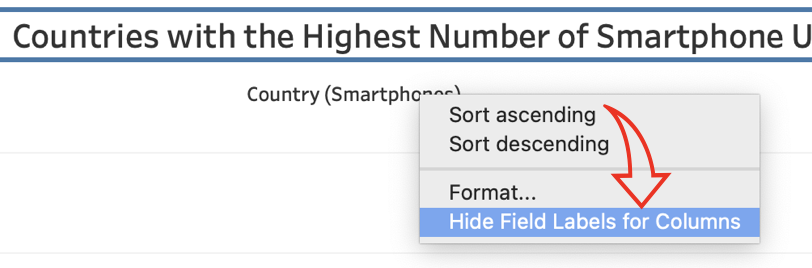 Countries with the Highest Number of Smartphone U
Country (Smartphones)
Sort ascending
Sort descending
Format...
Hide Field Labels for Columns